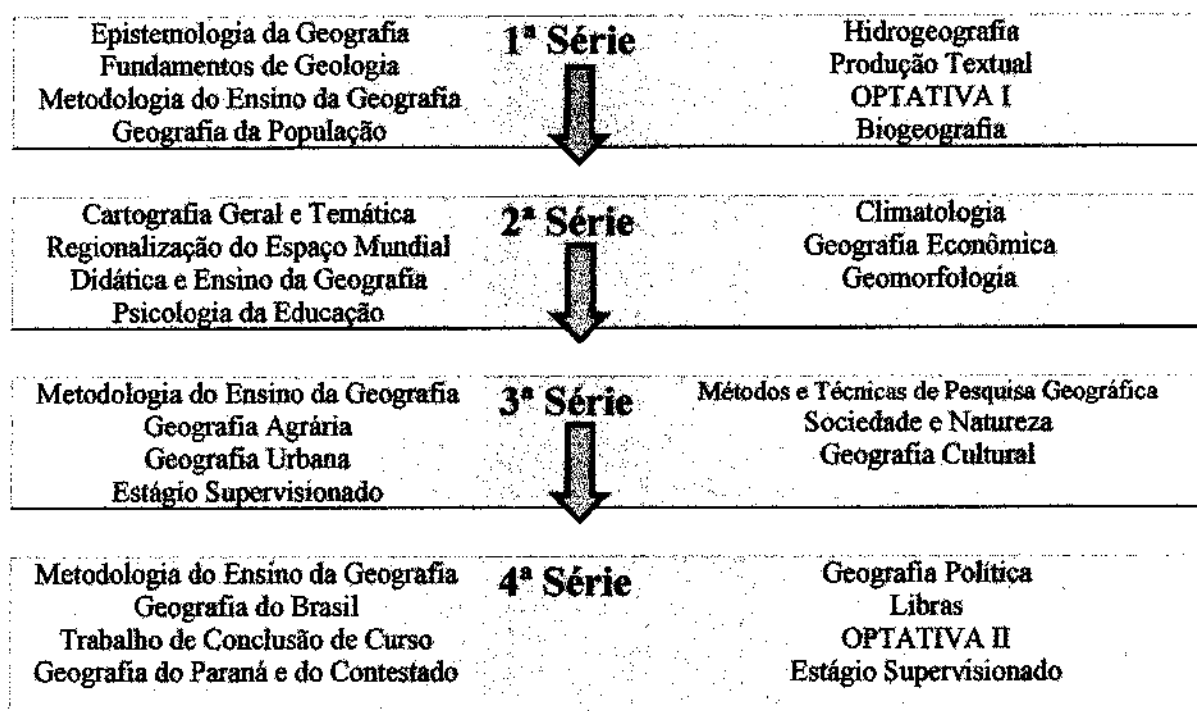 Epistemologia da Geografia
Fundamentos de Geologia
Metodologia do Ensino da Geografia
Geografia da População
1ª Série
Hidrogeografia
Produção Textual
OPTATIVA I
Biogeografia
Cartografia Geral e Temática
Regionalização do Espaço Mundial
Didática e Ensino da Geografia
Psicologia da Educação
2ª Série
Climatologia
Geografia Econômica
Geomorfologia
Metodologia do Ensino da Geografia
Geografia Agrária
Geografia Urbana
Estágio Supervisionado
3ª Série
Métodos e Técnicas de Pesquisa Geográfica
Sociedade e Natureza
Geografia Cultural
Metodologia do Ensino da Geografia
Geografia do Brasil
Trabalho de Conclusão de Curso
Geografia do Paraná e do Contestado
4ª Série
Geografia Política
Libras
OPTATIVA II
Estágio Supervisionado